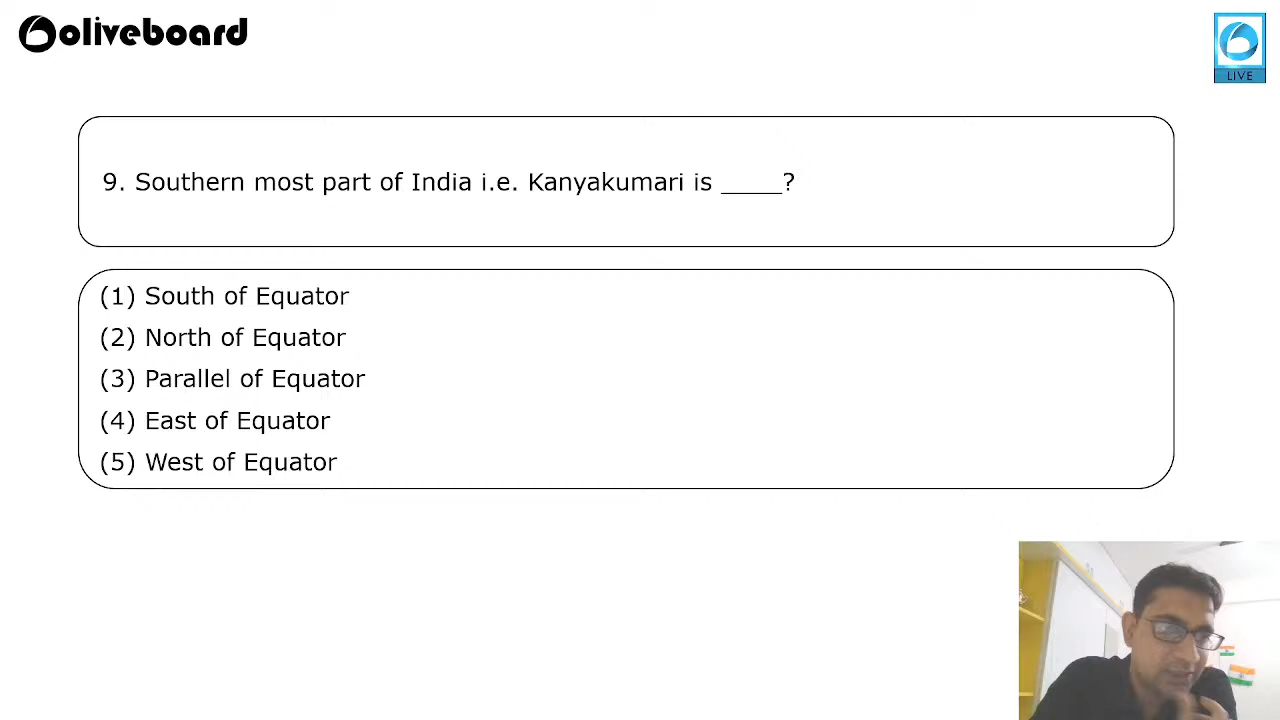 oliveboard
LIVE
9. Southern most part of India i.e. Kanyakumari is _____?
(1) South of Equator
(2) North of Equator
(3) Parallel of Equator
(4) East of Equator
(5) West of Equator